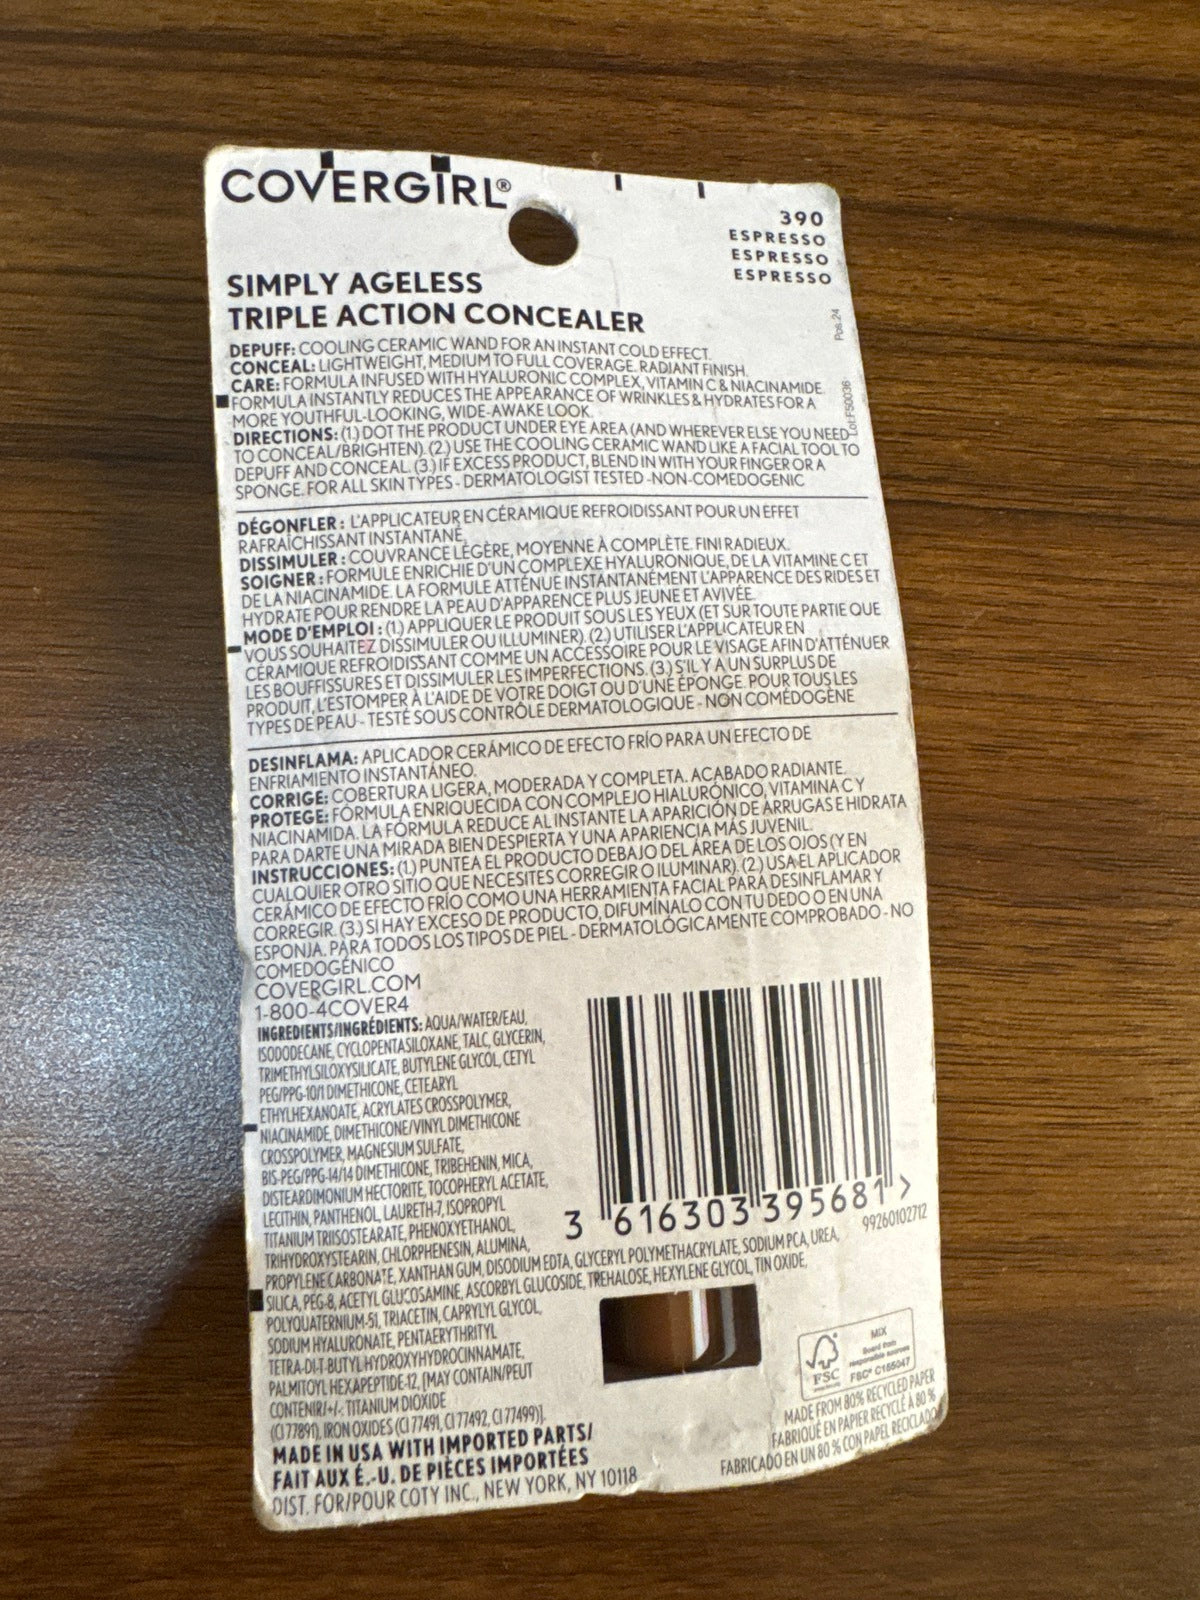 COVERGIRL®
390
ESPRESSO
ESPRESSO
ESPRESSO
SIMPLY AGELESS
TRIPLE ACTION CONCEALER
Pos.24
Lot:F50036
DEPUFF: COOLING CERAMIC WAND FOR AN INSTANT COLD EFFECT.
CONCEAL: LIGHTWEIGHT, MEDIUM TO FULL COVERAGE. RADIANT FINISH.
CARE: FORMULA INFUSED WITH HYALURONIC COMPLEX, VITAMIN C & NIACINAMIDE.
FORMULA INSTANTLY REDUCES THE APPEARANCE OF WRINKLES & HYDRATES FOR A
MORE YOUTHFUL-LOOKING, WIDE-AWAKE LOOK.
DIRECTIONS: (1.) DOT THE PRODUCT UNDER EYE AREA (AND WHEREVER ELSE YOU NEED
TO CONCEAL/BRIGHTEN). (2.) USE THE COOLING CERAMIC WAND LIKE A FACIAL TOOL TO
DEPUFF AND CONCEAL. (3.) IF EXCESS PRODUCT, BLEND IN WITH YOUR FINGER OR A
SPONGE. FOR ALL SKIN TYPES - DERMATOLOGIST TESTED -NON-COMEDOGENIC
DÉGONFLER : L'APPLICATEUR EN CÉRAMIQUE REFROIDISSANT POUR UN EFFET
RAFRAÎCHISSANT INSTANTANÉ.
DISSIMULER : COUVRANCE LÉGÈRE, MOYENNE À COMPLÈTE. FINI RADIEUX.
SOIGNER : FORMULE ENRICHIE D'UN COMPLEXE HYALURONIQUE, DE LA VITAMINE C ET
DE LA NIACINAMIDE. LA FORMULE ATTÉNUE INSTANTANÉMENT L'APPARENCE DES RIDES ET
HYDRATE POUR RENDRE LA PEAU D'APPARENCE PLUS JEUNE ET AVIVÉE.
MODE D'EMPLOI : (1.) APPLIQUER LE PRODUIT SOUS LES YEUX (ET SUR TOUTE PARTIE QUE
VOUS SOUHAITEZ DISSIMULER OU ILLUMINER). (2.) UTILISER L'APPLICATEUR EN
CÉRAMIQUE REFROIDISSANT COMME UN ACCESSOIRE POUR LE VISAGE AFIN D'ATTÉNUER
LES BOUFFISSURES ET DISSIMULER LES IMPERFECTIONS. (3.) S'IL Y A UN SURPLUS DE
PRODUIT, L'ESTOMPER À L'AIDE DE VOTRE DOIGT OU D'UNE ÉPONGE. POUR TOUS LES
TYPES DE PEAU - TESTÉ SOUS CONTRÔLE DERMATOLOGIQUE - NON COMÉDOGÈNE
DESINFLAMA: APLICADOR CERÁMICO DE EFECTO FRÍO PARA UN EFECTO DE
ENFRIAMIENTO INSTANTÁNEO.
CORRIGE: COBERTURA LIGERA, MODERADA Y COMPLETA. ACABADO RADIANTE.
PROTEGE: FÓRMULA ENRIQUECIDA CON COMPLEJO HIALURÓNICO, VITAMINA C Y
NIACINAMIDA. LA FÓRMULA REDUCE AL INSTANTE LA APARICIÓN DE ARRUGAS E HIDRATA
PARA DARTE UNA MIRADA BIEN DESPIERTA Y UNA APARIENCIA MÁS JUVENIL.
INSTRUCCIONES: (1.) PUNTEA EL PRODUCTO DEBAJO DEL ÁREA DE LOS OJOS (Y EN
CUALQUIER OTRO SITIO QUE NECESITES CORREGIR O ILUMINAR). (2.) USA EL APLICADOR
CERÁMICO DE EFECTO FRÍO COMO UNA HERRAMIENTA FACIAL PARA DESINFLAMAR Y
CORREGIR. (3.) SI HAY EXCESO DE PRODUCTO, DIFUMÍNALO CON TU DEDO O EN UNA
ESPONJA. PARA TODOS LOS TIPOS DE PIEL - DERMATOLÓGICAMENTE COMPROBADO - NO
COMEDOGÉNICO
COVERGIRL.COM
1-800-4COVER4
INGREDIENTS/INGRÉDIENTS: AQUA/WATER/EAU,
ISODODECANE, CYCLOPENTASILOXANE, TALC, GLYCERIN,
TRIMETHYLSILOXYSILICATE, BUTYLENE GLYCOL, CETYL
PEG/PPG-10/1 DIMETHICONE, CETEARYL
ETHYLHEXANOATE, ACRYLATES CROSSPOLYMER,
NIACINAMIDE, DIMETHICONE/VINYL DIMETHICONE
CROSSPOLYMER, MAGNESIUM SULFATE,
BIS-PEG/PPG-14/14 DIMETHICONE, TRIBEHENIN, MICA,
DISTEARDIMONIUM HECTORITE, TOCOPHERYL ACETATE,
LECITHIN, PANTHENOL, LAURETH-7, ISOPROPYL
TITANIUM TRIISOSTEARATE, PHENOXYETHANOL,
TRIHYDROXYSTEARIN, CHLORPHENESIN, ALUMINA,
PROPYLENE CARBONATE, XANTHAN GUM, DISODIUM EDTA, GLYCERYL POLYMETHACRYLATE, SODIUM PCA, UREA,
SILICA, PEG-8, ACETYL GLUCOSAMINE, ASCORBYL GLUCOSIDE, TREHALOSE, HEXYLENE GLYCOL, TIN OXIDE,
POLYQUATERNIUM-51, TRIACETIN, CAPRYLYL GLYCOL,
SODIUM HYALURONATE, PENTAERYTHRITYL
TETRA-DI-T-BUTYL HYDROXYHYDROCINNAMATE,
PALMITOYL HEXAPEPTIDE-12, [MAY CONTAIN/PEUT
CONTENIR/+/-: TITANIUM DIOXIDE
(CI 77891), IRON OXIDES (CI 77491, CI 77492, CI 77499)].
MADE IN USA WITH IMPORTED PARTS/
FAIT AUX É.-U. DE PIÈCES IMPORTÉES
DIST. FOR/POUR COTY INC., NEW YORK, NY 10118
3 616303 395681 >
99260102712
FSC
MIX
Board from
responsible sources
FSC® C155047
MADE FROM 80% RECYCLED PAPER
FABRIQUÉ EN PAPIER RECYCLÉ À 80 %
FABRICADO EN UN 80 % CON PAPEL RECICLADO